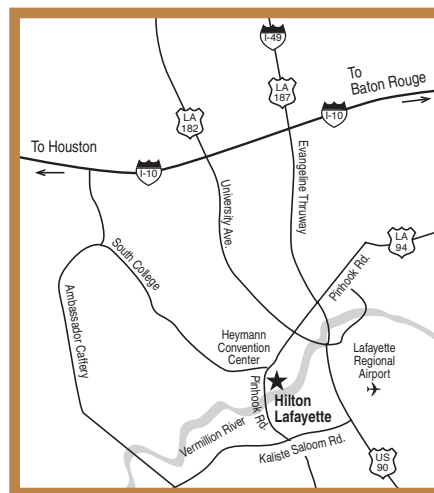 I-49
To
Baton Rouge
LA
187
LA
182
I-10
To Houston
I-10
Evangeline Thruway
University Ave.
LA
94
South College
Pinhook Rd.
Ambassador Caffery
Heymann
Convention
Center
Lafayette
Regional
Airport
Pinhook Rd.
Hilton
Lafayette
Vermillion River
Kaliste Saloom Rd.
US
90